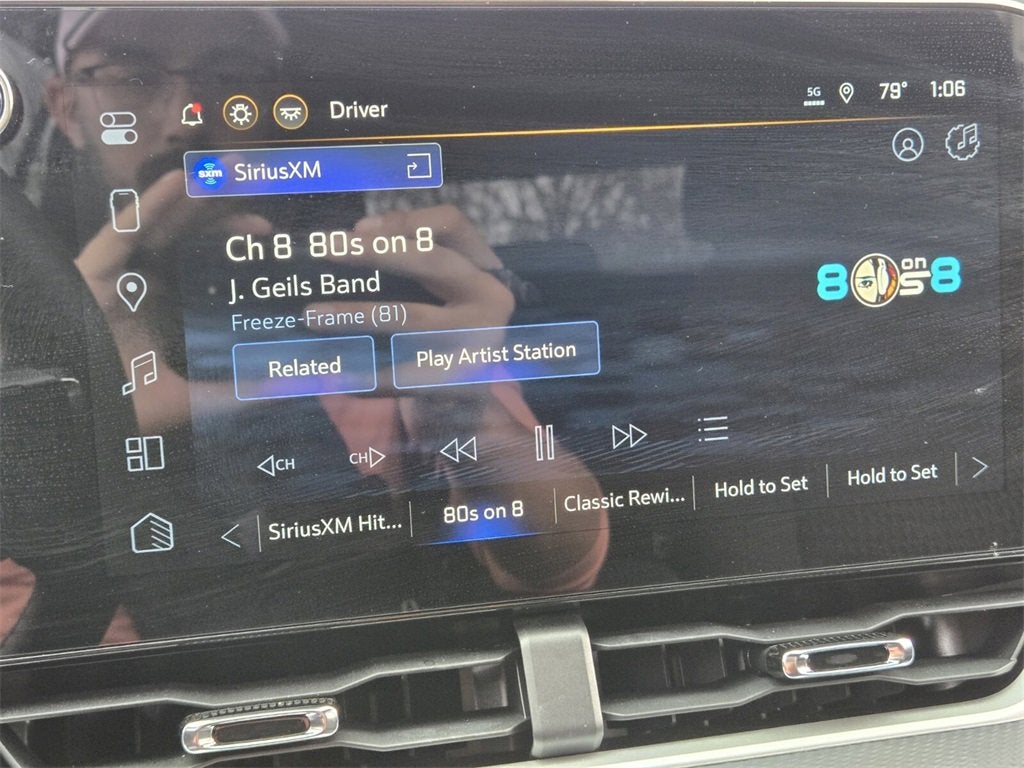 Driver
5G 79° 1:06
sxm SiriusXM
Ch 8 80s on 8
J. Geils Band
Freeze-Frame (81)
80s on 8
Related
Play Artist Station
CH
CH
SiriusXM Hit...
80s on 8
Classic Rewi...
Hold to Set
Hold to Set